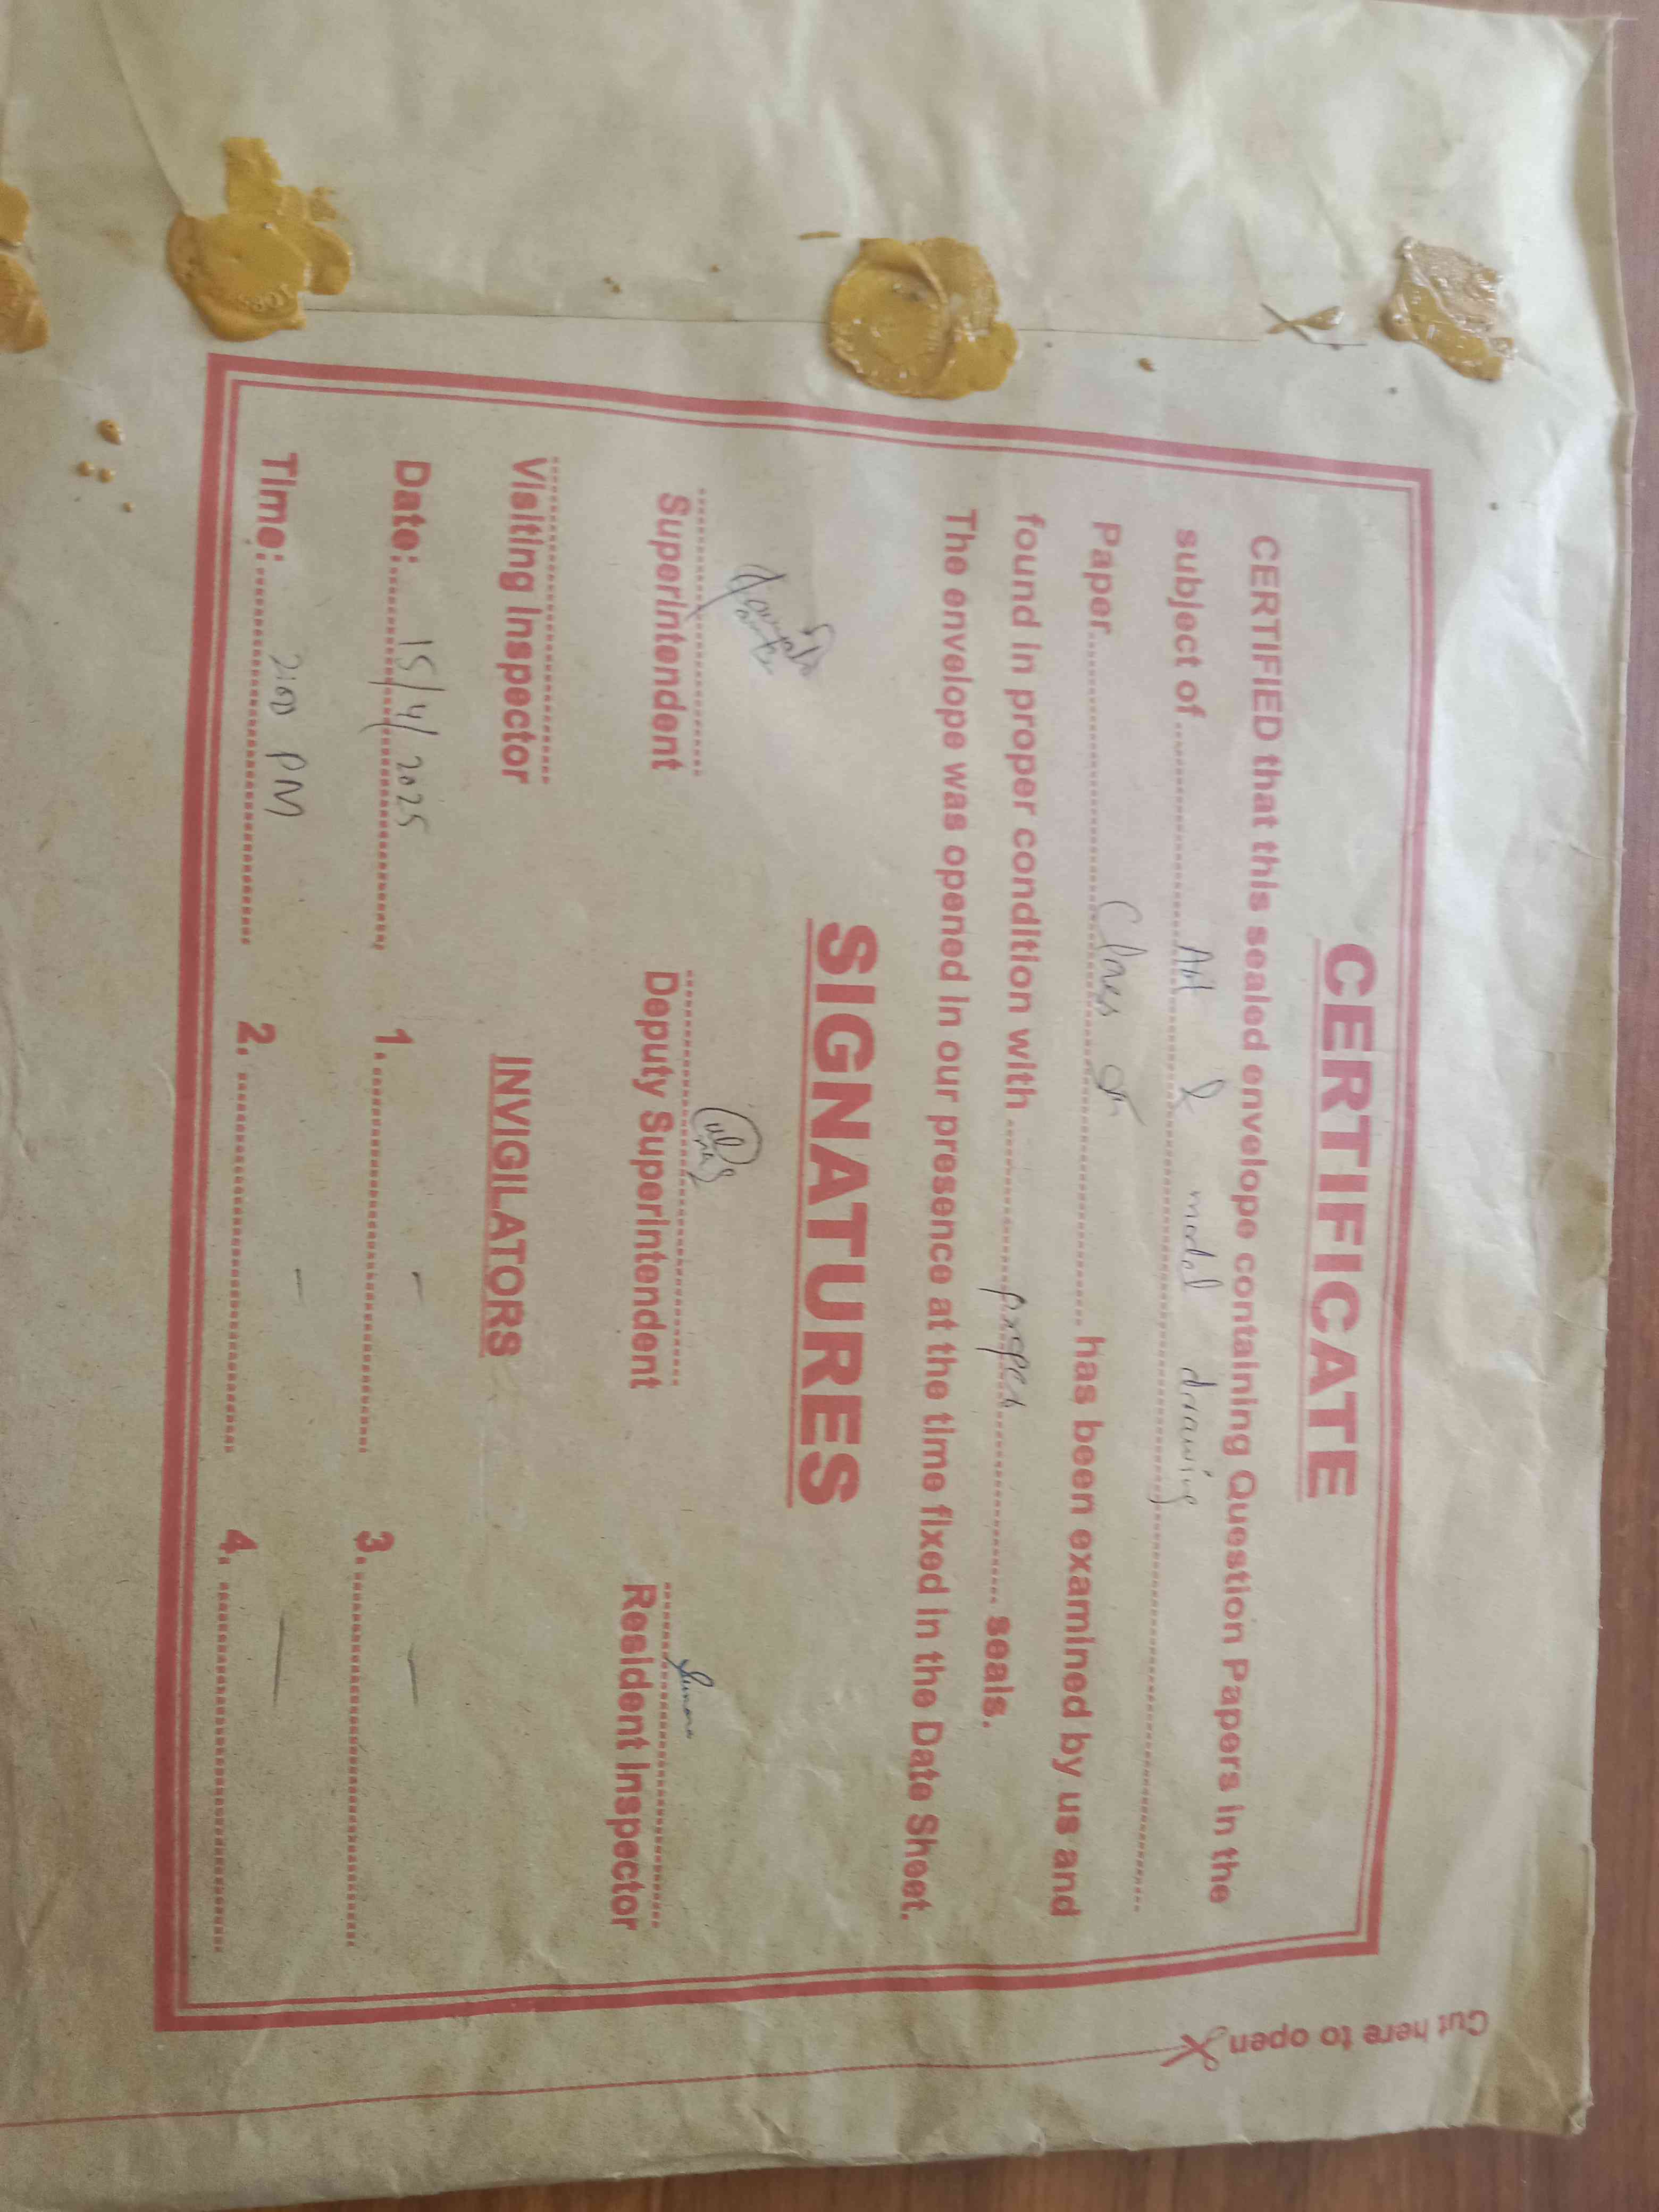 CERTIFICATE
CERTIFIED that this sealed envelope containing Question Papers in the
subject of ........ Art & model drawing ........
Paper ........ Class 9th ........ has been examined by us and
found in proper condition with ........ proper ........ seals.
The envelope was opened in our presence at the time fixed in the Date Sheet.
SIGNATURES
Superintendent Deputy Superintendent Resident Inspector
Visiting Inspector INVIGILATORS
Date: 15/4/2025 1. – 3. –
Time: 2:00 PM 2. – 4. –
Cut here to open